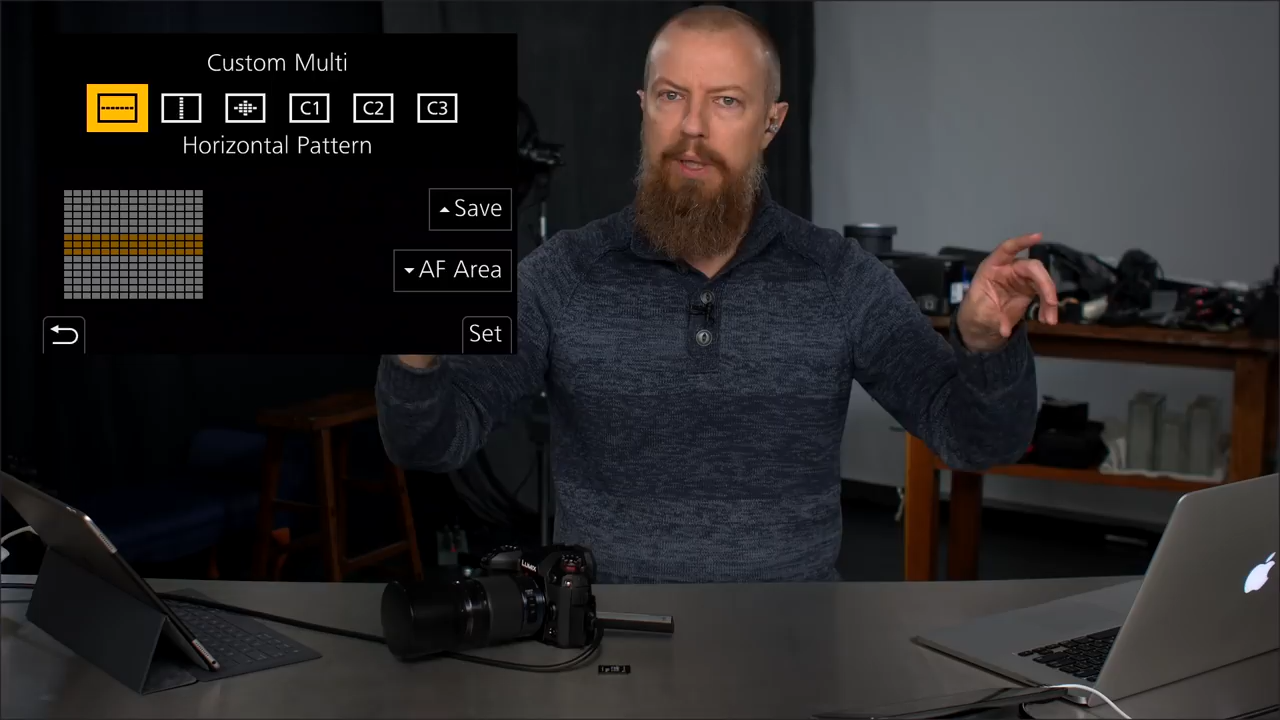 Custom Multi
C1 C2 C3
Horizontal Pattern
Save
AF Area
Set
LUMIX